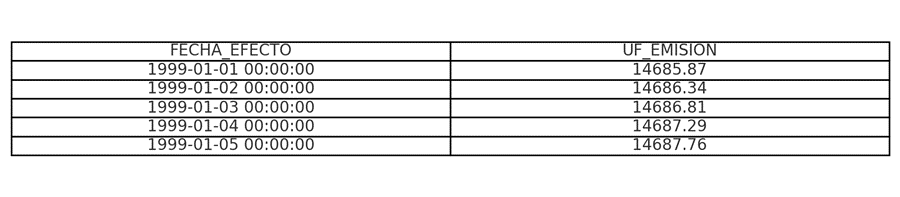 FECHA_EFECTO UF_EMISION
1999-01-01 00:00:00 14685.87
1999-01-02 00:00:00 14686.34
1999-01-03 00:00:00 14686.81
1999-01-04 00:00:00 14687.29
1999-01-05 00:00:00 14687.76